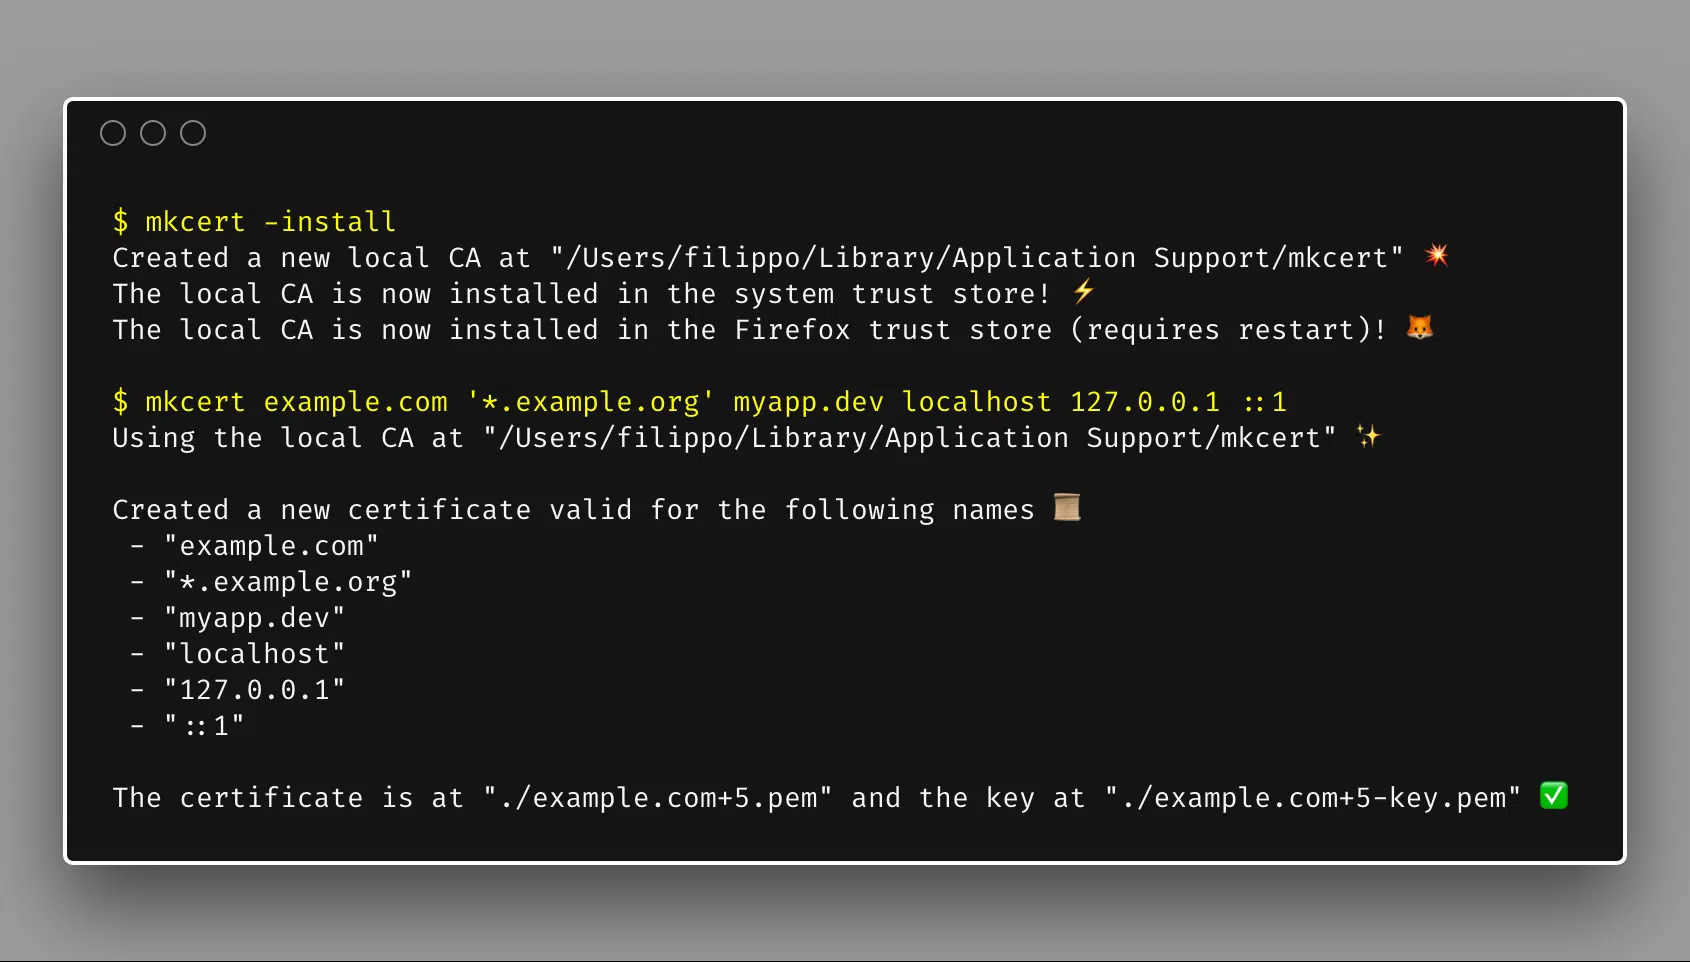 $ mkcert -install
Created a new local CA at "/Users/filippo/Library/Application Support/mkcert" 💥
The local CA is now installed in the system trust store! ⚡
The local CA is now installed in the Firefox trust store (requires restart)! 🦊
$ mkcert example.com '*.example.org' myapp.dev localhost 127.0.0.1 ::1
Using the local CA at "/Users/filippo/Library/Application Support/mkcert" ✨
Created a new certificate valid for the following names 📜
- "example.com"
- "*.example.org"
- "myapp.dev"
- "localhost"
- "127.0.0.1"
- "::1"
The certificate is at "./example.com+5.pem" and the key at "./example.com+5-key.pem" ✅